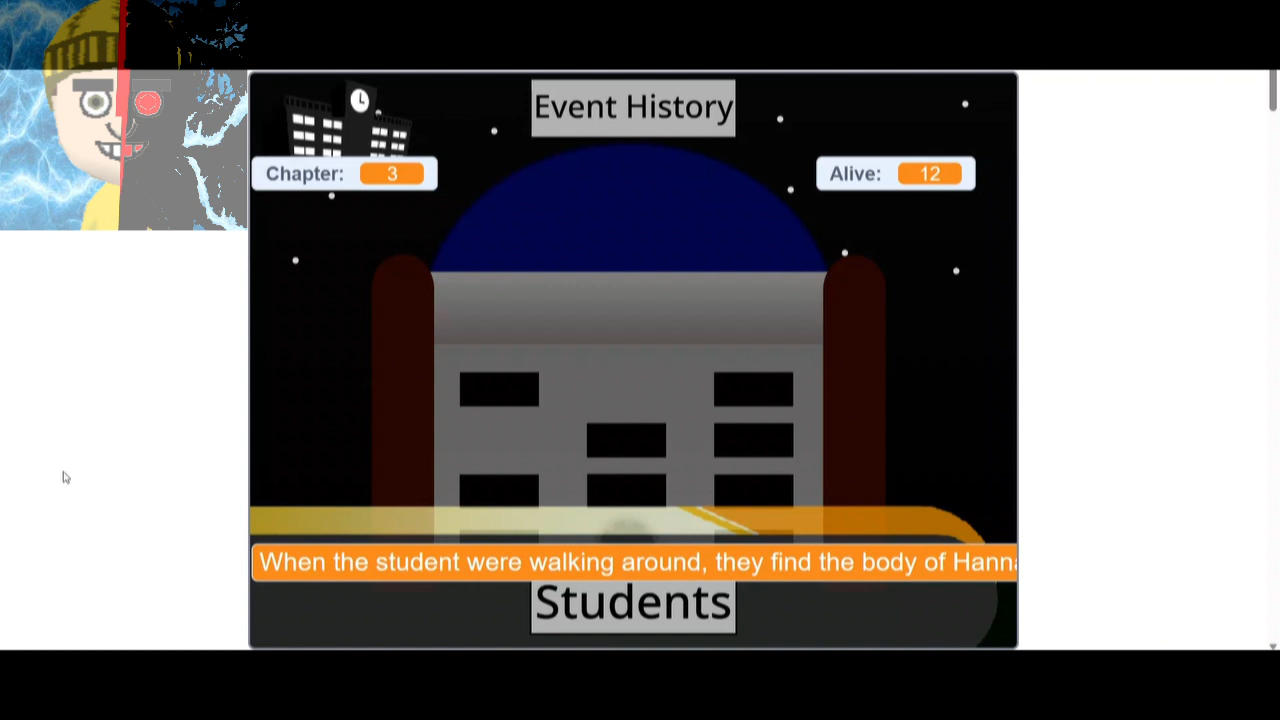 Event History
Chapter: 3
Alive: 12
When the student were walking around, they find the body of
Students